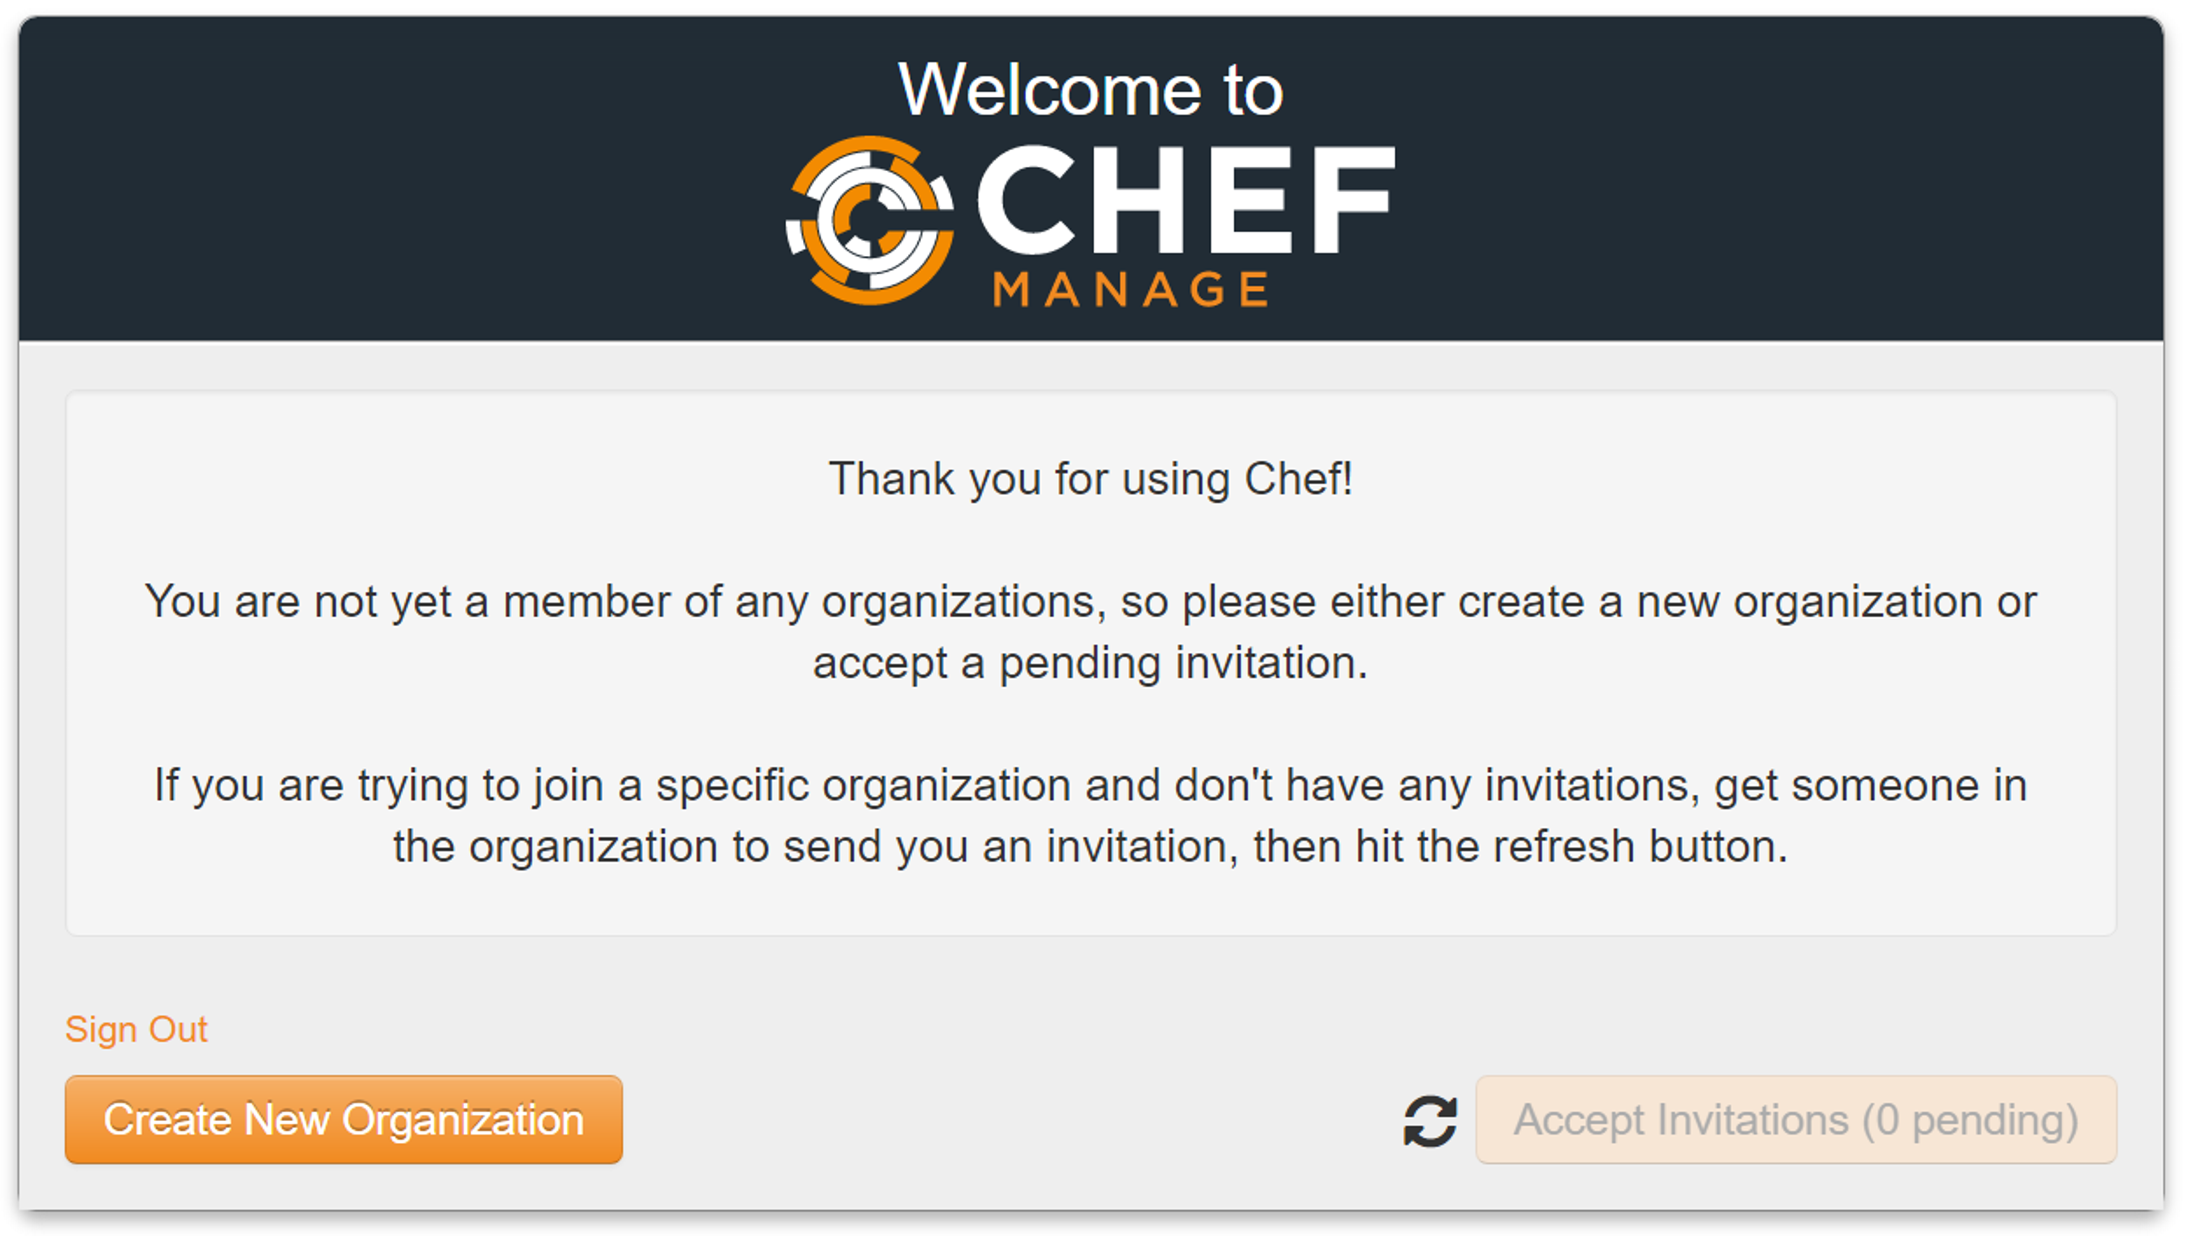 Welcome to
CHEF
MANAGE
Thank you for using Chef!
You are not yet a member of any organizations, so please either create a new organization or
accept a pending invitation.
If you are trying to join a specific organization and don't have any invitations, get someone in
the organization to send you an invitation, then hit the refresh button.
Sign Out
Create New Organization
Accept Invitations (0 pending)